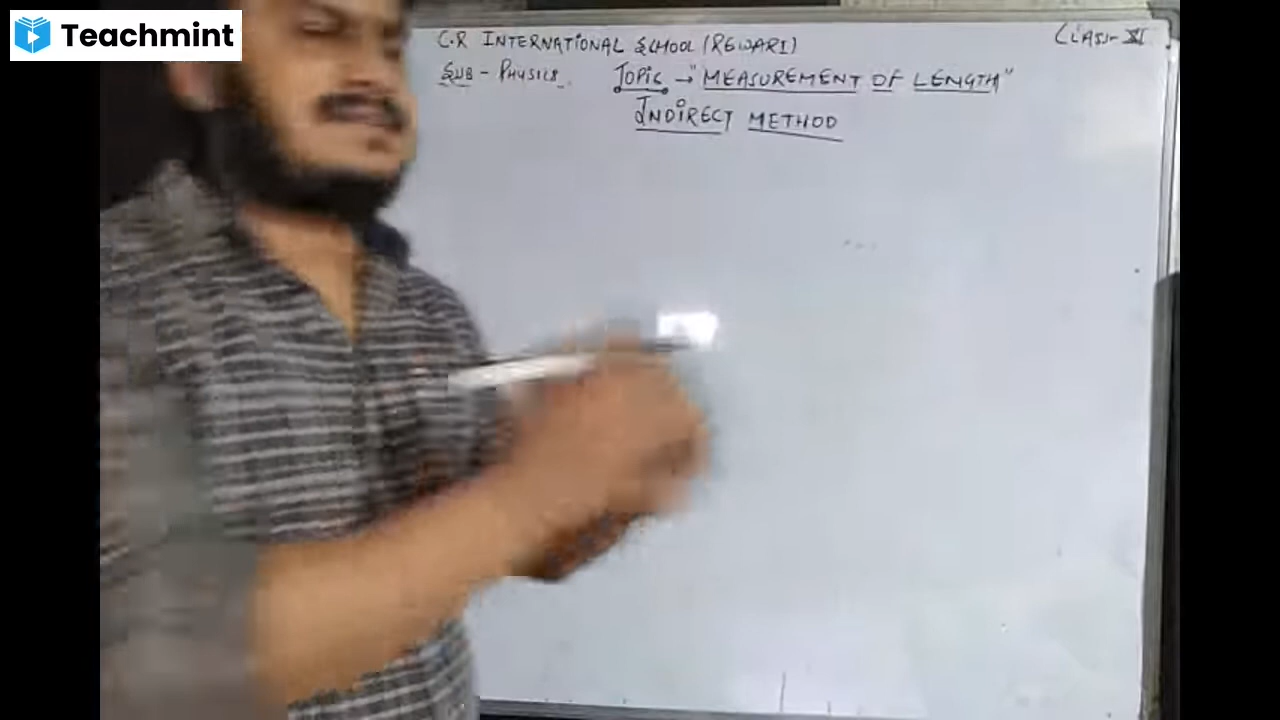 Teachmint
C.R INTERNATIONAL SCHOOL (REWARI)
CLASS-XI
SUB - PHYSICS.
TOPIC → "MEASUREMENT OF LENGTH"
INDIRECT METHOD